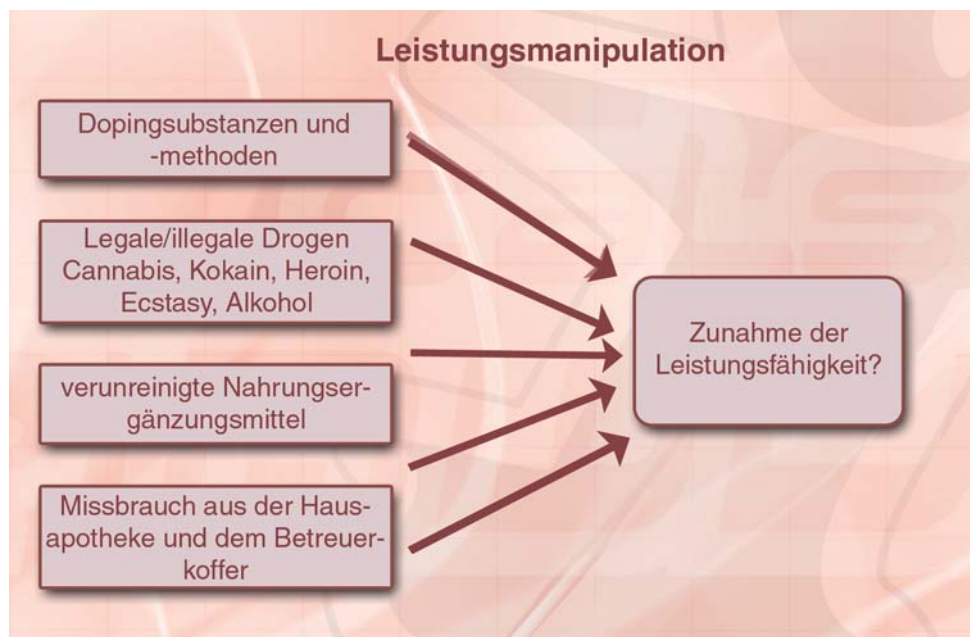 Leistungsmanipulation
Dopingsubstanzen und
-methoden
Legale/illegale Drogen
Cannabis, Kokain, Heroin,
Ecstasy, Alkohol
verunreinigte Nahrungser-
gänzungsmittel
Missbrauch aus der Haus-
apotheke und dem Betreuer-
koffer
Zunahme der
Leistungsfähigkeit?